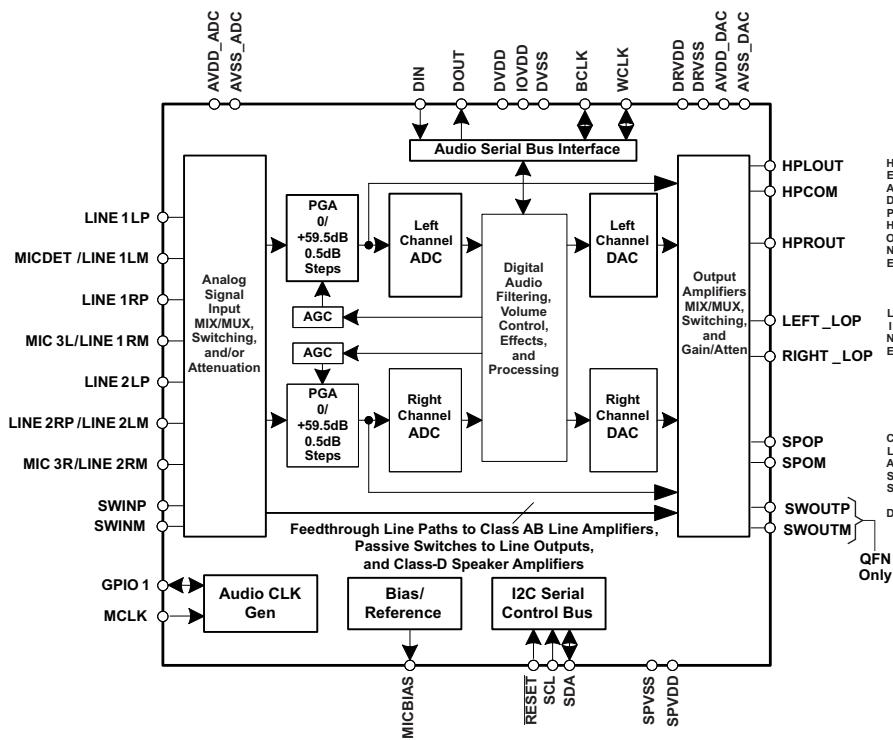 AVDD_ADC
AVSS_ADC
DIN
DOUT
DVDD
IOVDD
DVSS
BCLK
WCLK
DRVDD
DRVSS
AVDD_DAC
AVSS_DAC
Audio Serial Bus Interface
LINE 1LP
MICDET /LINE 1LM
LINE 1RP
MIC 3L/LINE 1RM
LINE 2LP
LINE 2RP /LINE 2LM
MIC 3R/LINE 2RM
SWINP
SWINM
GPIO 1
MCLK
Analog
Signal
Input
MIX/MUX,
Switching,
and/or
Attenuation
PGA
0/
+59.5dB
0.5dB
Steps
AGC
AGC
PGA
0/
+59.5dB
0.5dB
Steps
Left
Channel
ADC
Right
Channel
ADC
Digital
Audio
Filtering,
Volume
Control,
Effects,
and
Processing
Left
Channel
DAC
Right
Channel
DAC
Output
Amplifiers
MIX/MUX,
Switching,
and
Gain/Atten
HPLOUT
HPCOM
HPROUT
LEFT _LOP
RIGHT _LOP
SPOP
SPOM
SWOUTP
SWOUTM
HEADPHONE
LINE
CLASS D
QFN
Only
Feedthrough Line Paths to Class AB Line Amplifiers,
Passive Switches to Line Outputs,
and Class-D Speaker Amplifiers
Audio CLK
Gen
Bias/
Reference
I2C Serial
Control Bus
MICBIAS
RESET
SCL
SDA
SPVSS
SPVDD